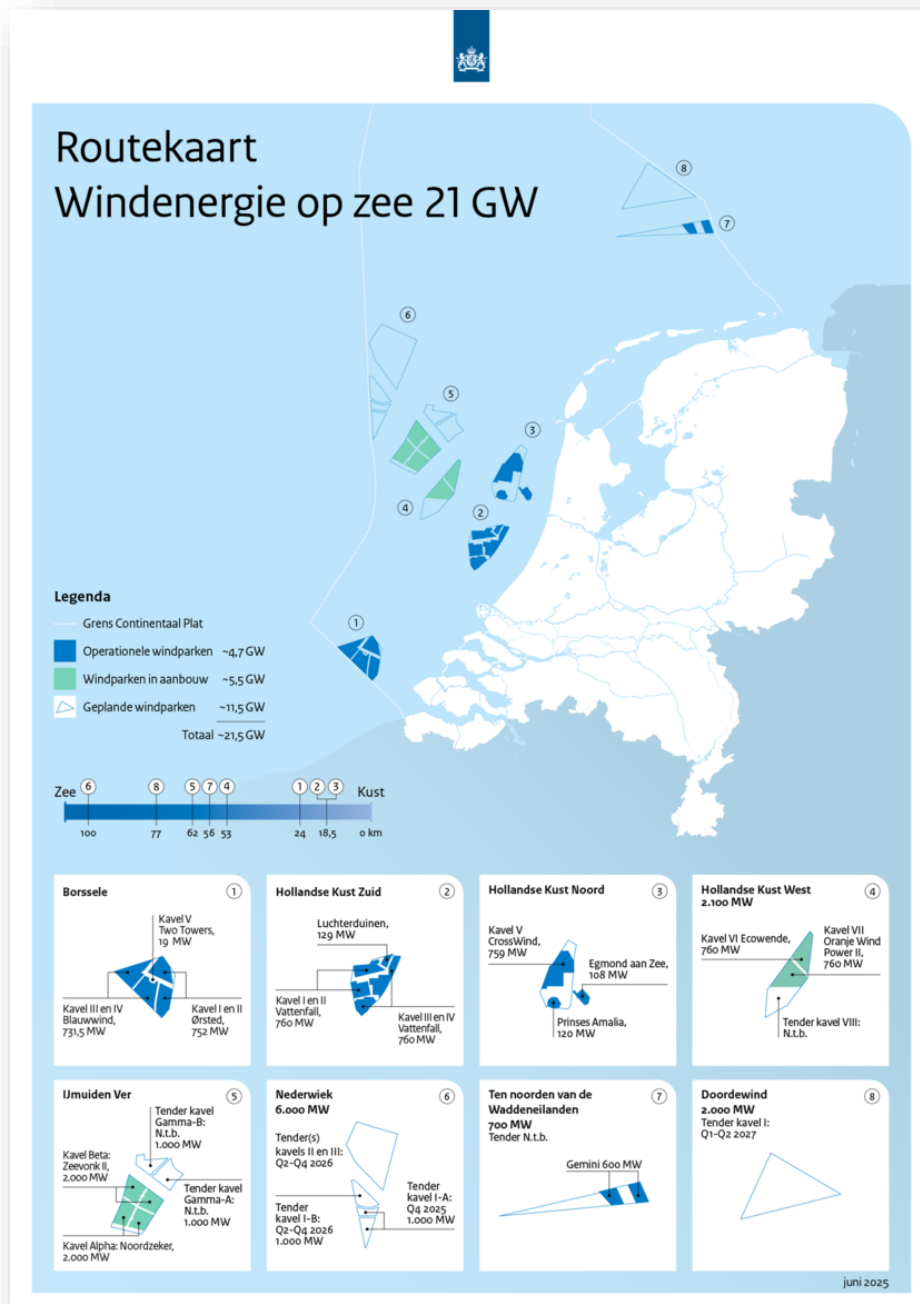 Routekaart
Windenergie op zee 21 GW
8
7
6
5
3
4
2
1
Legenda
Grens Continentaal Plat
Operationele windparken ~4,7 GW
Windparken in aanbouw ~5,5 GW
Geplande windparken ~11,5 GW
Totaal ~21,5 GW
Zee 6 8 5 7 4 1 2 3 Kust
100 77 62 56 53 24 18,5 0 km
Borssele 1
Kavel V
Two Towers,
19 MW
Kavel III en IV
Blauwwind,
731,5 MW
Kavel I en II
Ørsted,
752 MW
Hollandse Kust Zuid 2
Luchterduinen,
129 MW
Kavel I en II
Vattenfall,
760 MW
Kavel III en IV
Vattenfall,
760 MW
Hollandse Kust Noord 3
Kavel V
CrossWind,
759 MW
Egmond aan Zee,
108 MW
Prinses Amalia,
120 MW
Hollandse Kust West 4
2.100 MW
Kavel VI Ecowende,
760 MW
Kavel VII
Oranje Wind
Power II,
760 MW
Tender kavel VIII:
N.t.b.
IJmuiden Ver 5
Tender kavel
Gamma-B:
N.t.b.
1.000 MW
Kavel Beta:
Zeevonk II,
2.000 MW
Tender kavel
Gamma-A:
N.t.b.
1.000 MW
Kavel Alpha: Noordzeker,
2.000 MW
Nederwiek 6
6.000 MW
Tender(s)
kavels II en III:
Q2-Q4 2026
Tender
kavel I-B:
Q2-Q4 2026
1.000 MW
Tender
kavel I-A:
Q4 2025
1.000 MW
Ten noorden van de 7
Waddeneilanden
700 MW
Tender N.t.b.
Gemini 600 MW
Doordewind 8
2.000 MW
Tender kavel I:
Q1-Q2 2027
juni 2025